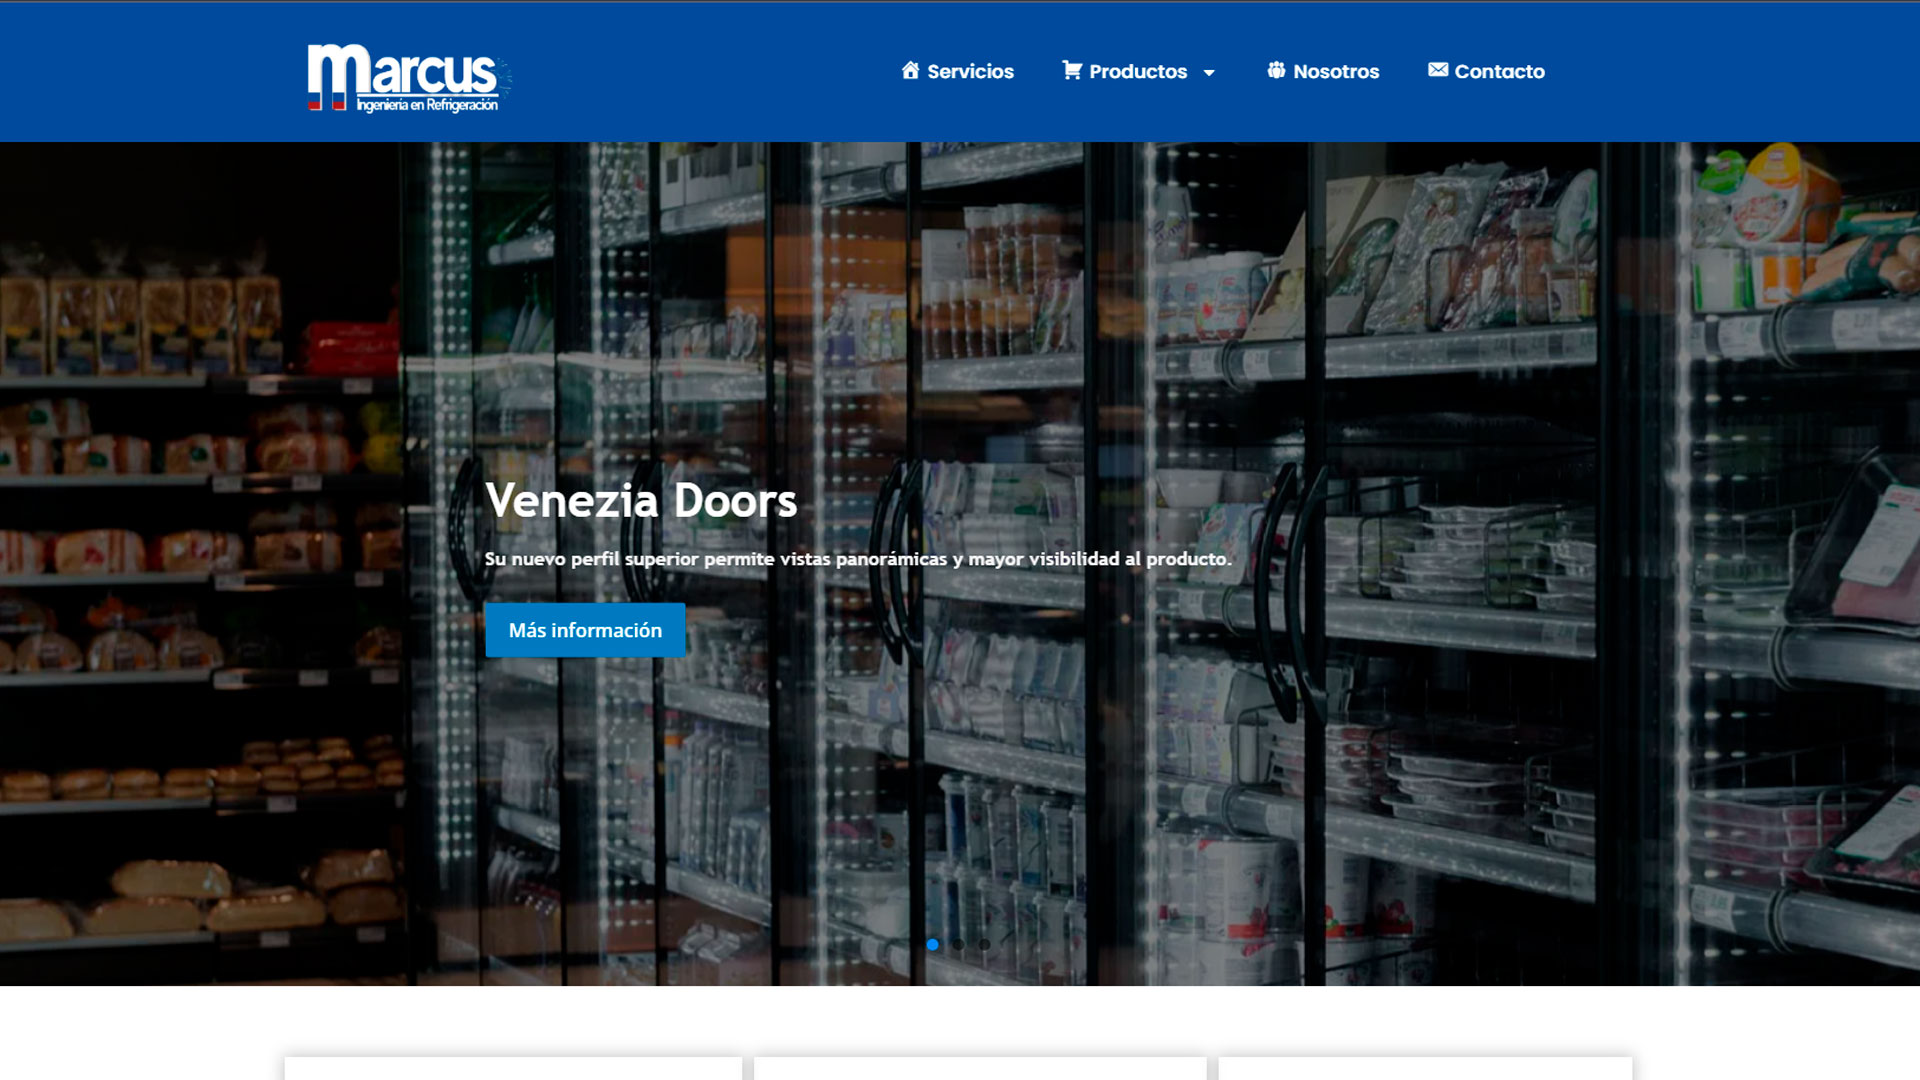 marcus
Ingeniería en Refrigeración
Servicios
Productos
Nosotros
Contacto
Venezia Doors
Su nuevo perfil superior permite vistas panorámicas y mayor visibilidad al producto.
Más información